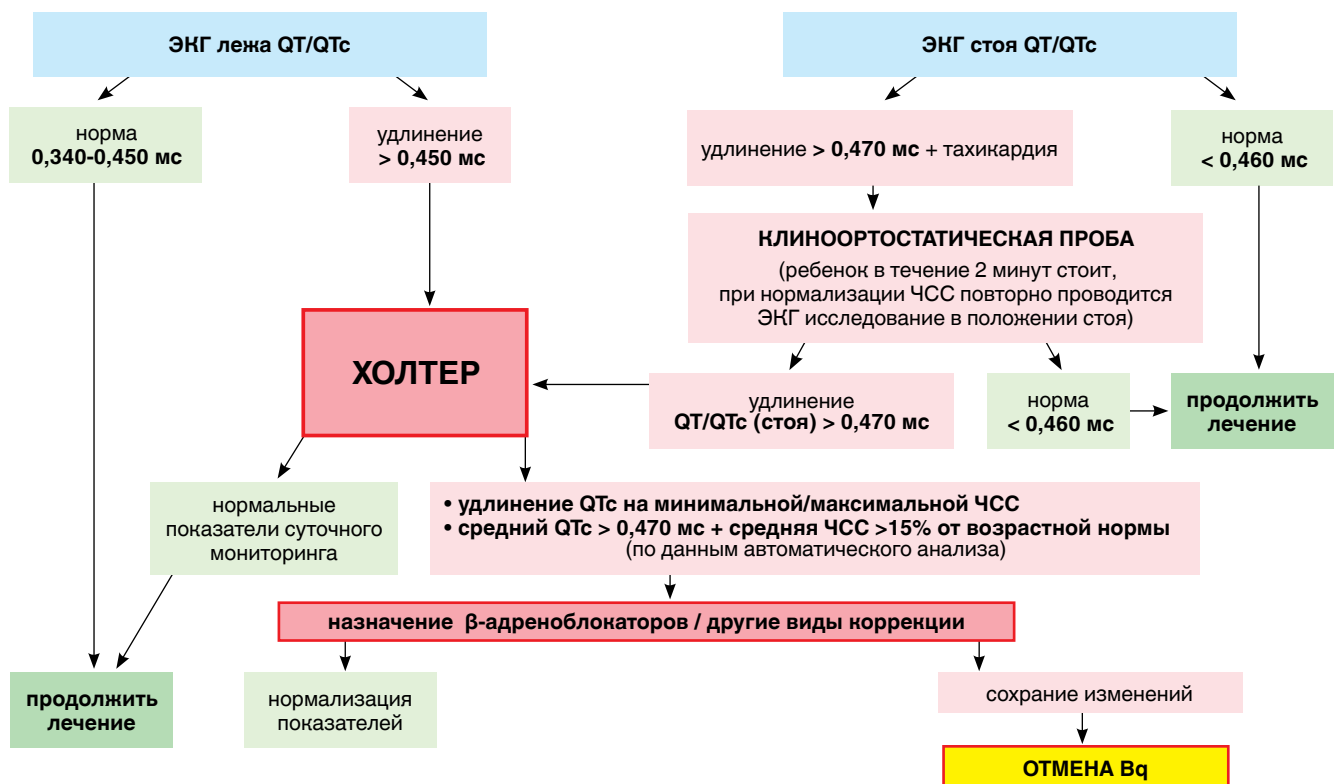 ЭКГ лежа QT/QTc
ЭКГ стоя QT/QTc
норма
0,340-0,450 мс
удлинение
> 0,450 мс
удлинение > 0,470 мс + тахикардия
норма
< 0,460 мс
КЛИНООРТОСТАТИЧЕСКАЯ ПРОБА
(ребенок в течение 2 минут стоит,
при нормализации ЧСС повторно проводится
ЭКГ исследование в положении стоя)
ХОЛТЕР
удлинение
QT/QTc (стоя) > 0,470 мс
норма
< 0,460 мс
продолжить
лечение
нормальные
показатели суточного
мониторинга
• удлинение QTc на минимальной/максимальной ЧСС
• средний QTc > 0,470 мс + средняя ЧСС >15% от возрастной нормы
(по данным автоматического анализа)
назначение β-адреноблокаторов / другие виды коррекции
продолжить
лечение
нормализация
показателей
сохрание изменений
ОТМЕНА Bq